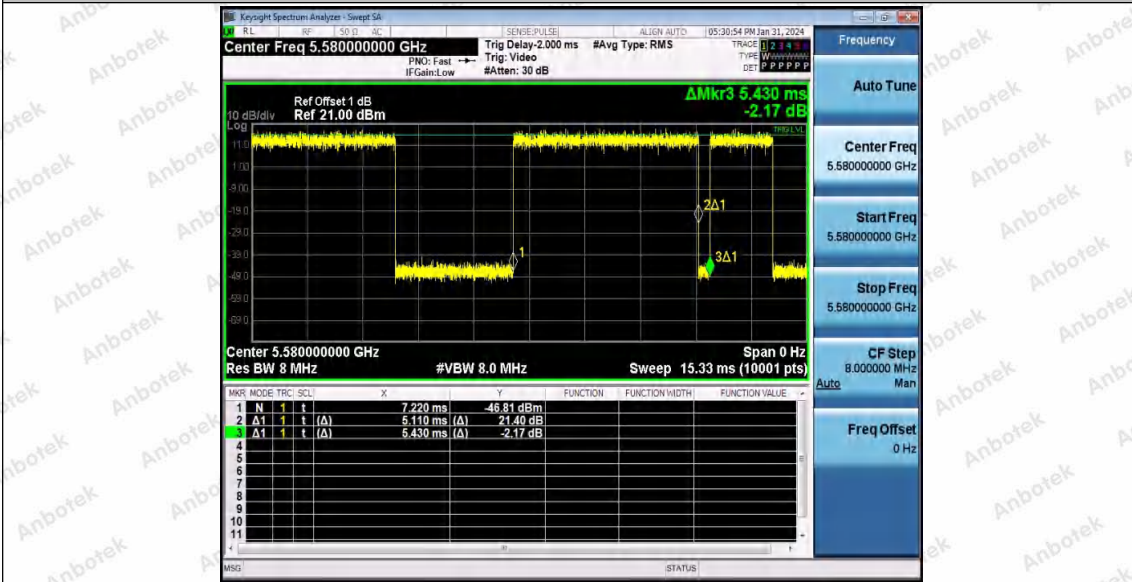 Keysight Spectrum Analyzer - Swept SA
RL RF 50 Ω AC SENSE:PULSE ALIGN AUTO 05:30:54 PM Jan 31, 2024
Center Freq 5.580000000 GHz
PNO: Fast
IFGain:Low
Trig Delay-2.000 ms
Trig: Video
#Atten: 30 dB
#Avg Type: RMS
TRACE 1 2 3 4 5 6
TYPE W
DET P P P P P P
Ref Offset 1 dB
10 dB/div Ref 21.00 dBm
Log
ΔMkr3 5.430 ms
-2.17 dB
TRIG LVL
11.0
1.00
-9.00
-19.0
-29.0
-39.0
-49.0
-59.0
-69.0
2Δ1
1
3Δ1
Center 5.580000000 GHz Span 0 Hz
Res BW 8 MHz #VBW 8.0 MHz Sweep 15.33 ms (10001 pts)
MKR MODE TRC SCL X Y FUNCTION FUNCTION WIDTH FUNCTION VALUE
1 N 1 t 7.220 ms -46.81 dBm
2 Δ1 1 t (Δ) 5.110 ms (Δ) 21.40 dB
3 Δ1 1 t (Δ) 5.430 ms (Δ) -2.17 dB
4
5
6
7
8
9
10
11
MSG STATUS
Frequency
Auto Tune
Center Freq
5.580000000 GHz
Start Freq
5.580000000 GHz
Stop Freq
5.580000000 GHz
CF Step
8.000000 MHz
Auto Man
Freq Offset
0 Hz
Anbotek